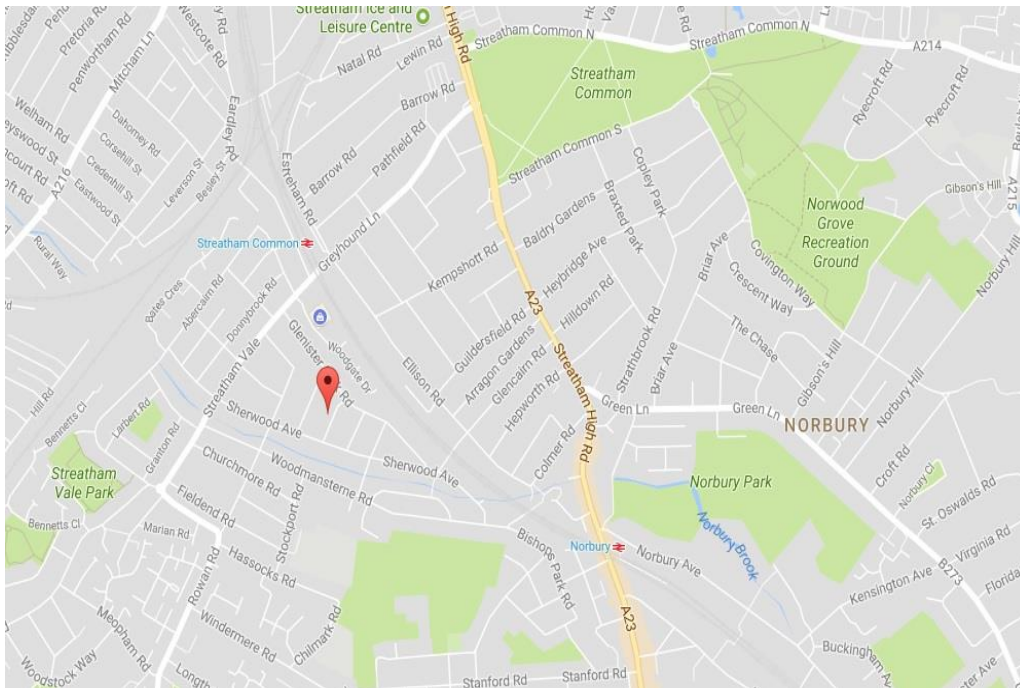 Streatham Ice and
Leisure Centre
Streatham Common N
A214
Pretoria Rd
Penwortham Rd
Mitcham Ln
Westcote Rd
Natal Rd
Lewin Rd
Streatham
Common
Ryecroft Rd
Ryecroft Rd
Welham Rd
Dahomey Rd
Corsehill St
Credenhill St
Eastwood St
Leverson St
Besley St
Eardley Rd
Estreham Rd
Barrow Rd
Barrow Rd
Pathfield Rd
Streatham Common S
Copley Park
Braxted Park
Gibson's Hill
A215
A216
Rural Way
Streatham Common
Greyhound Ln
Kempshott Rd
Baldry Gardens
Norwood
Grove
Recreation
Ground
Norbury Hill
Covington Way
Crescent Way
Briar Ave
Heybridge Ave
A23
Hilldown Rd
Bates Cres
Abercairn Rd
Donnybrook Rd
Streatham Vale
Woodgate Dr
Guildersfield Rd
Arragon Gardens
Glencairn Rd
Hepworth Rd
Ellison Rd
Streatham High Rd
Strathbrook Rd
Briar Ave
The Chase
Gibson's Hill
Norbury Hill
Hill Rd
Bennetts Cl
Larbert Rd
Granton Rd
Sherwood Ave
Sherwood Ave
Colmer Rd
Green Ln
Green Ln
NORBURY
Croft Rd
Norbury Cl
Streatham
Vale Park
Churchmore Rd
Woodmansterne Rd
Norbury Park
St. Oswalds Rd
Fieldend Rd
Stockport Rd
Bennetts Cl
Marian Rd
Hassocks Rd
Rowan Rd
Bishops Park Rd
Norbury
Norbury Ave
Norbury Brook
Virginia Rd
Kensington Ave
B273
Florida
Meopham Rd
Windermere Rd
Chilmark Rd
A23
Woodstock Way
Stanford Rd
Stanford Rd
Buckingham Av